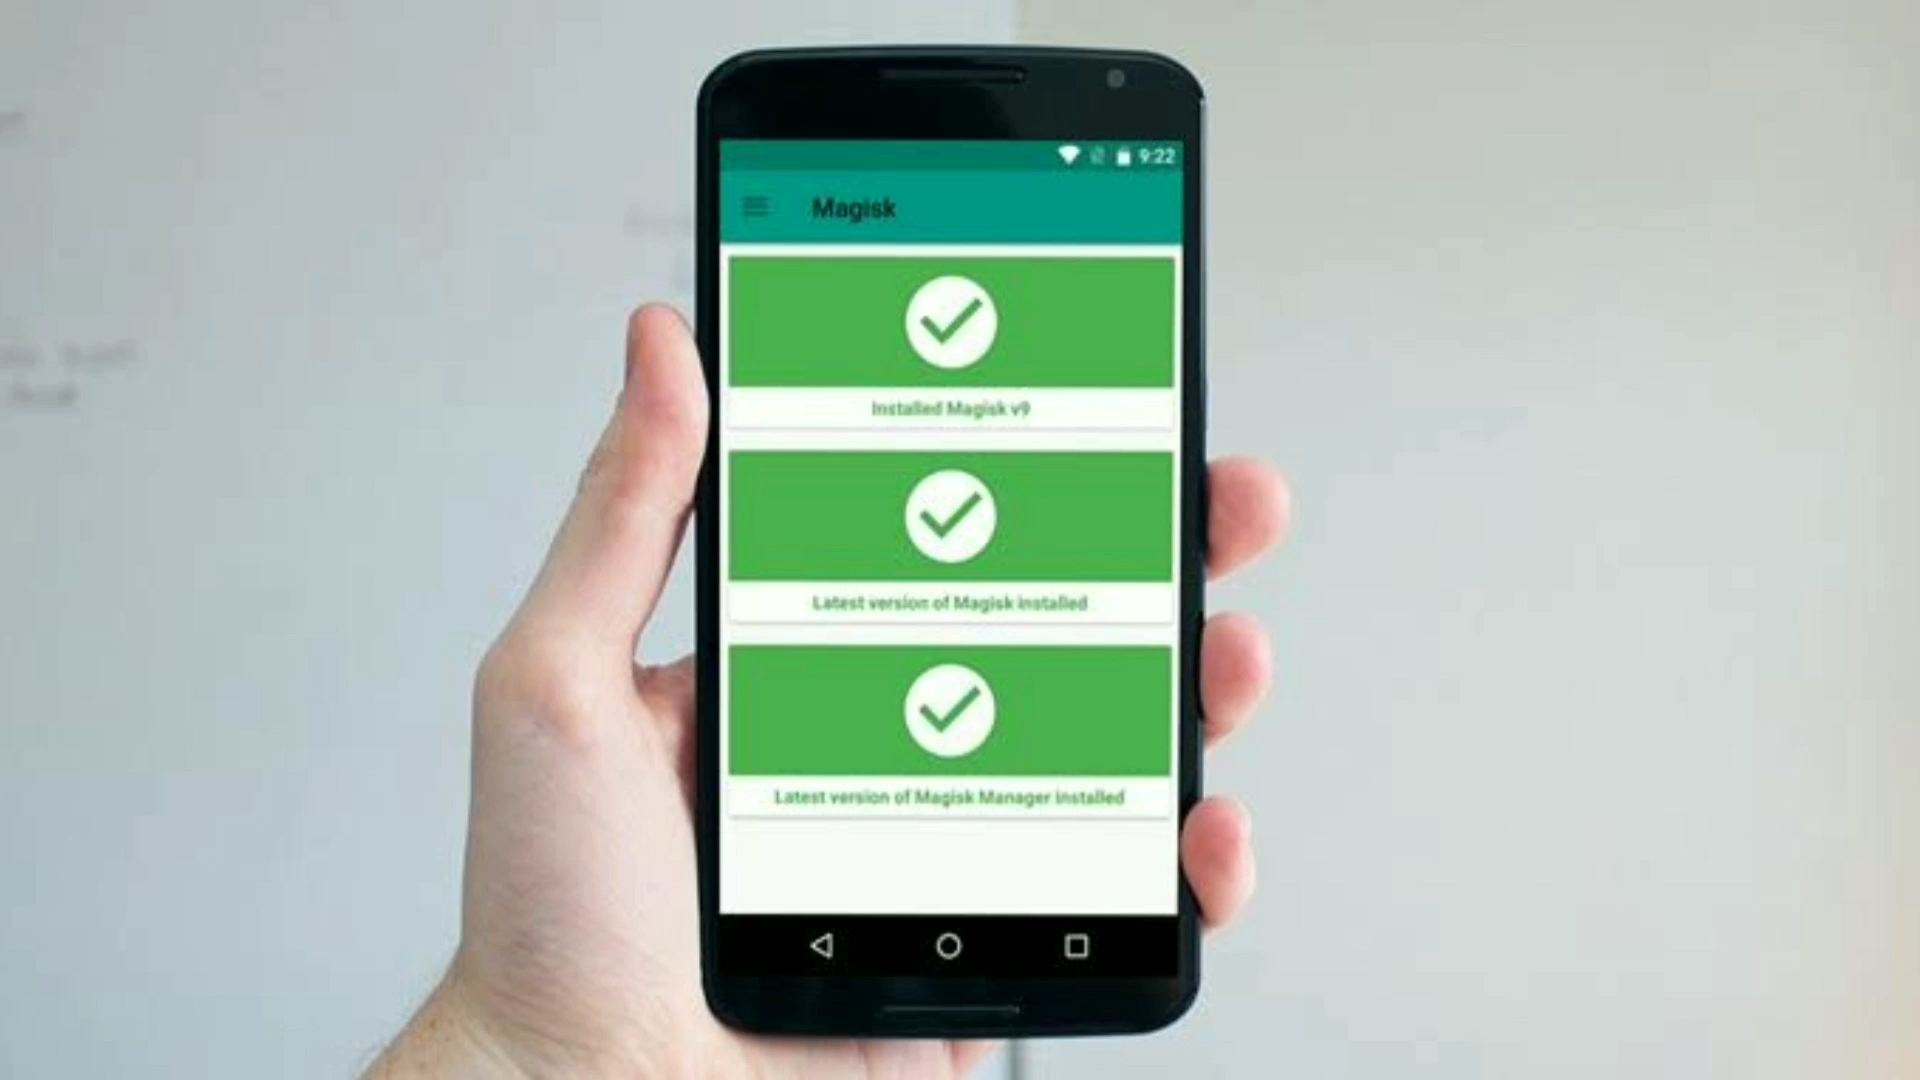 9:22
Magisk
Installed Magisk v9
Latest version of Magisk installed
Latest version of Magisk Manager installed